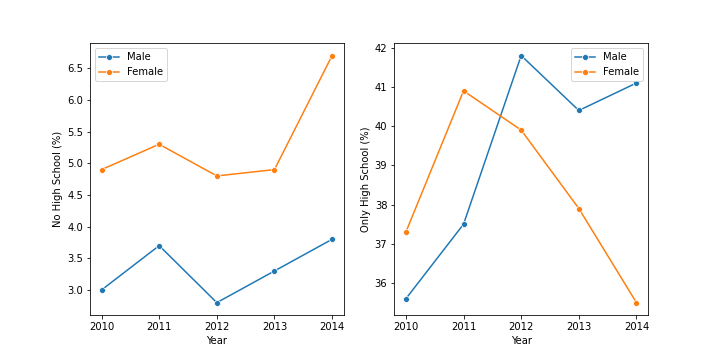 Male
Female
6.5
6.0
5.5
5.0
4.5
4.0
3.5
3.0
No High School (%)
2010 2011 2012 2013 2014
Year
Male
Female
42
41
40
39
38
37
36
Only High School (%)
2010 2011 2012 2013 2014
Year